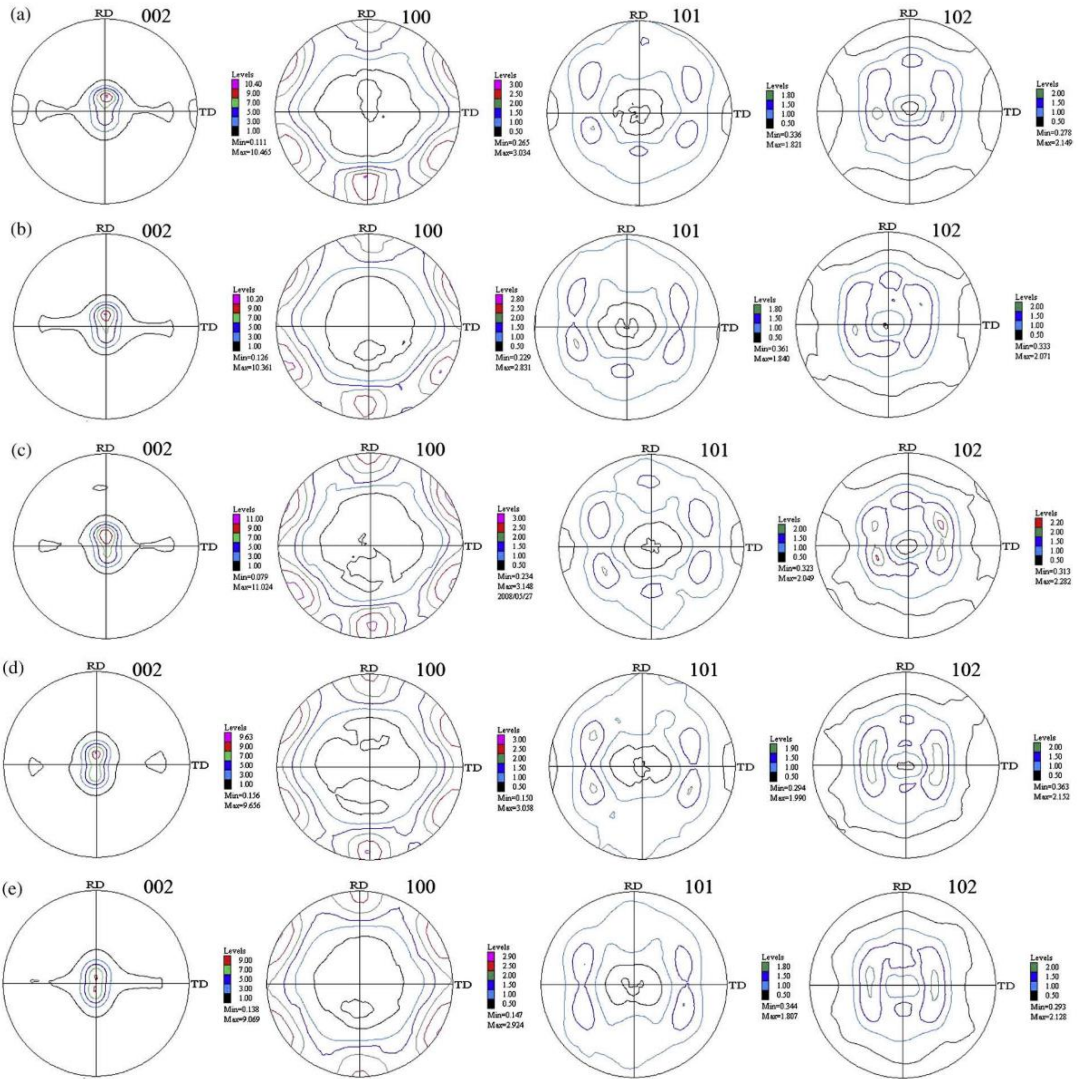 (a)
RD 002
TD
Levels
10.40
9.00
7.00
5.00
3.00
1.00
Min=0.111
Max=10.465
100
Levels
3.00
2.50
2.00
1.50
1.00
0.50
Min=0.265
Max=3.034
RD 101
TD
Levels
1.80
1.50
1.00
0.50
Min=0.336
Max=1.821
RD 102
TD
Levels
2.00
1.50
1.00
0.50
Min=0.278
Max=2.149
(b)
RD 002
TD
Levels
10.20
9.00
7.00
5.00
3.00
1.00
Min=0.126
Max=10.361
RD 100
TD
Levels
2.80
2.50
2.00
1.50
1.00
0.50
Min=0.229
Max=2.831
RD 101
TD
Levels
1.80
1.50
1.00
0.50
Min=0.361
Max=1.840
RD 102
TD
Levels
2.00
1.50
1.00
0.50
Min=0.333
Max=2.071
(c)
RD 002
TD
Levels
11.00
9.00
7.00
5.00
3.00
1.00
Min=0.079
Max=11.024
RD 100
TD
Levels
3.00
2.50
2.00
1.50
1.00
0.50
Min=0.234
Max=3.148
2008/05/27
RD 101
TD
Levels
2.00
1.50
1.00
0.50
Min=0.323
Max=2.049
RD 102
TD
Levels
2.20
2.00
1.50
1.00
0.50
Min=0.313
Max=2.282
(d)
RD 002
TD
Levels
9.63
9.00
7.00
5.00
3.00
1.00
Min=0.156
Max=9.656
RD 100
TD
Levels
3.00
2.50
2.00
1.50
1.00
0.50
Min=0.150
Max=3.058
RD 101
TD
Levels
1.90
1.50
1.00
0.50
Min=0.294
Max=1.990
RD 102
TD
Levels
2.00
1.50
1.00
0.50
Min=0.363
Max=2.152
(e)
RD 002
TD
Levels
9.00
7.00
5.00
3.00
1.00
Min=0.138
Max=9.069
RD 100
TD
Levels
2.90
2.50
2.00
1.50
1.00
0.50
Min=0.147
Max=2.924
RD 101
TD
Levels
1.80
1.50
1.00
0.50
Min=0.344
Max=1.807
RD 102
TD
Levels
2.00
1.50
1.00
0.50
Min=0.293
Max=2.128